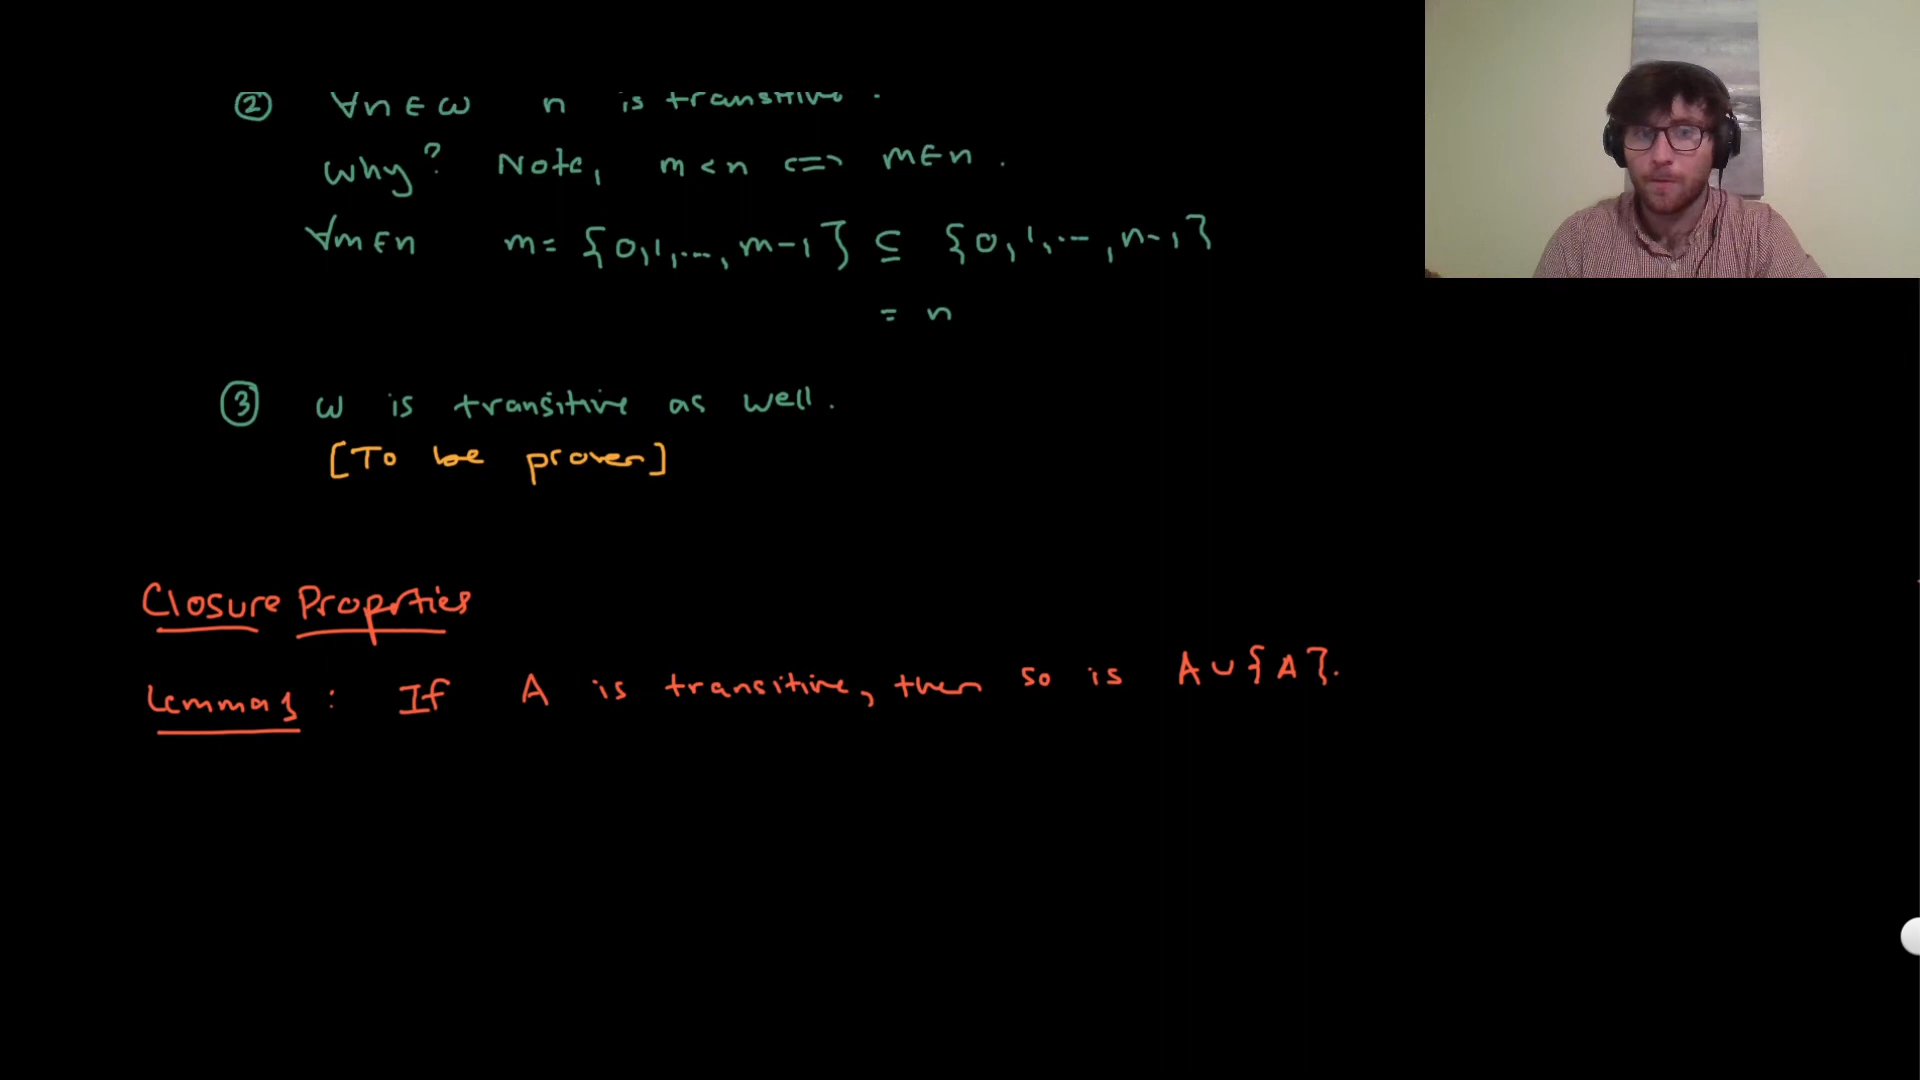 ② ∀n ∈ ω n is transitive.
Why? Note, m < n ⟺ m ∈ n.
∀m ∈ n m = {0, 1, ..., m-1} ⊆ {0, 1, ..., n-1}
= n
③ ω is transitive as well.
[To be proven]
Closure Properties
Lemma 1: If A is transitive, then so is A ∪ {A}.